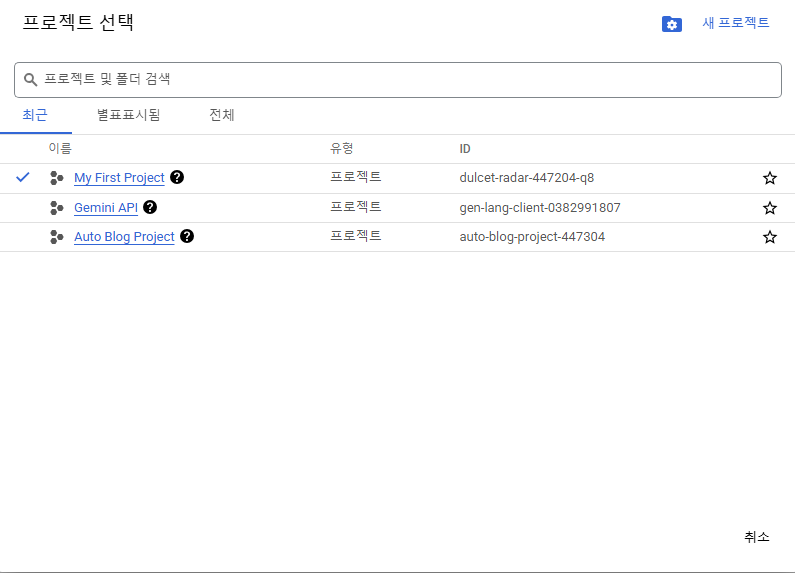 프로젝트 선택
새 프로젝트
프로젝트 및 폴더 검색
최근 별표표시됨 전체
이름 유형 ID
My First Project ? 프로젝트 dulcet-radar-447204-q8
Gemini API ? 프로젝트 gen-lang-client-0382991807
Auto Blog Project ? 프로젝트 auto-blog-project-447304
취소